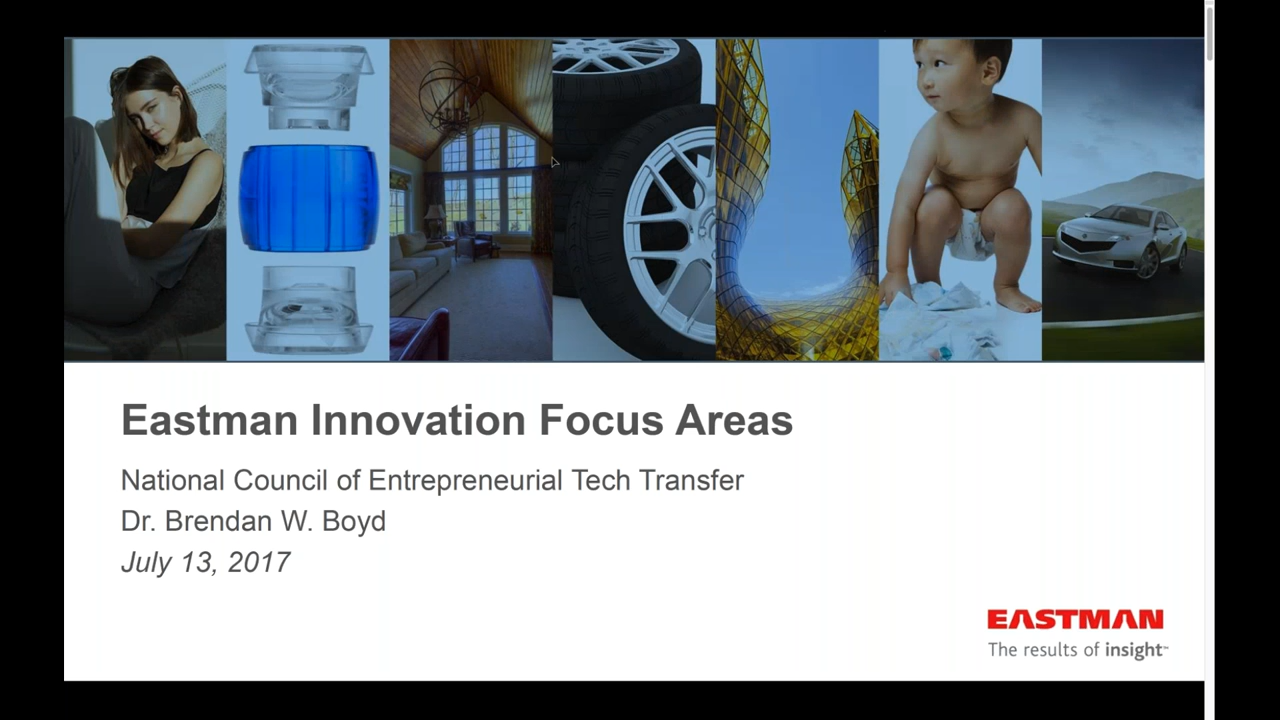 Eastman Innovation Focus Areas
National Council of Entrepreneurial Tech Transfer
Dr. Brendan W. Boyd
July 13, 2017
EASTMAN
The results of insight™